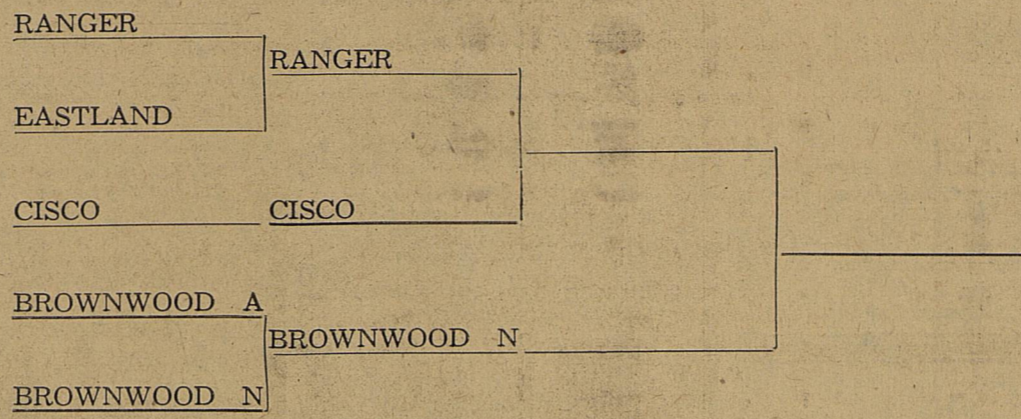 RANGER
RANGER
EASTLAND
CISCO CISCO
BROWNWOOD A
BROWNWOOD N
BROWNWOOD N